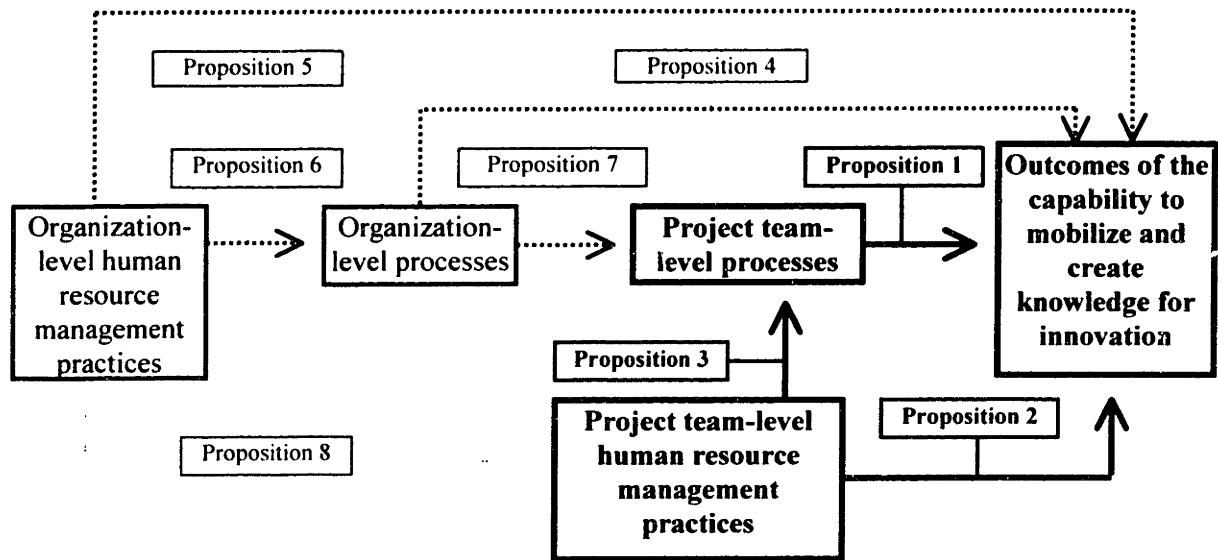 Proposition 5
Proposition 4
Proposition 6
Proposition 7
Proposition 1
Organization-
level human
resource
management
practices
Organization-
level processes
Project team-
level processes
Outcomes of the
capability to
mobilize and
create
knowledge for
innovation
Proposition 3
Project team-level
human resource
management
practices
Proposition 2
Proposition 8